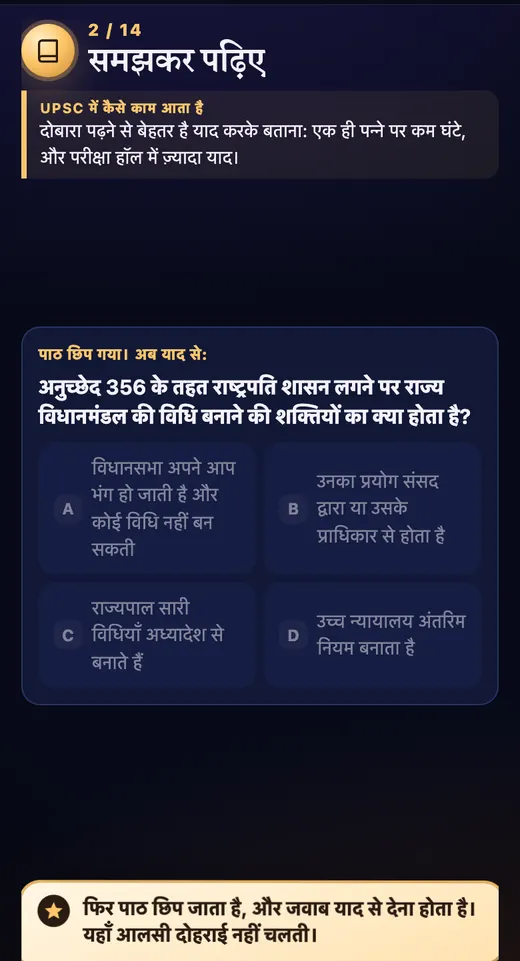 2 / 14
समझकर पढ़िए
UPSC में कैसे काम आता है
दोबारा पढ़ने से बेहतर है याद करके बताना: एक ही पन्ने पर कम घंटे,
और परीक्षा हॉल में ज़्यादा याद।
पाठ छिप गया। अब याद से:
अनुच्छेद 356 के तहत राष्ट्रपति शासन लगने पर राज्य
विधानमंडल की विधि बनाने की शक्तियों का क्या होता है?
A
विधानसभा अपने आप
भंग हो जाती है और
कोई विधि नहीं बन
सकती
B
उनका प्रयोग संसद
द्वारा या उसके
प्राधिकार से होता है
C
राज्यपाल सारी
विधियाँ अध्यादेश से
बनाते हैं
D
उच्च न्यायालय अंतरिम
नियम बनाता है
फिर पाठ छिप जाता है, और जवाब याद से देना होता है।
यहाँ आलसी दोहराई नहीं चलती।